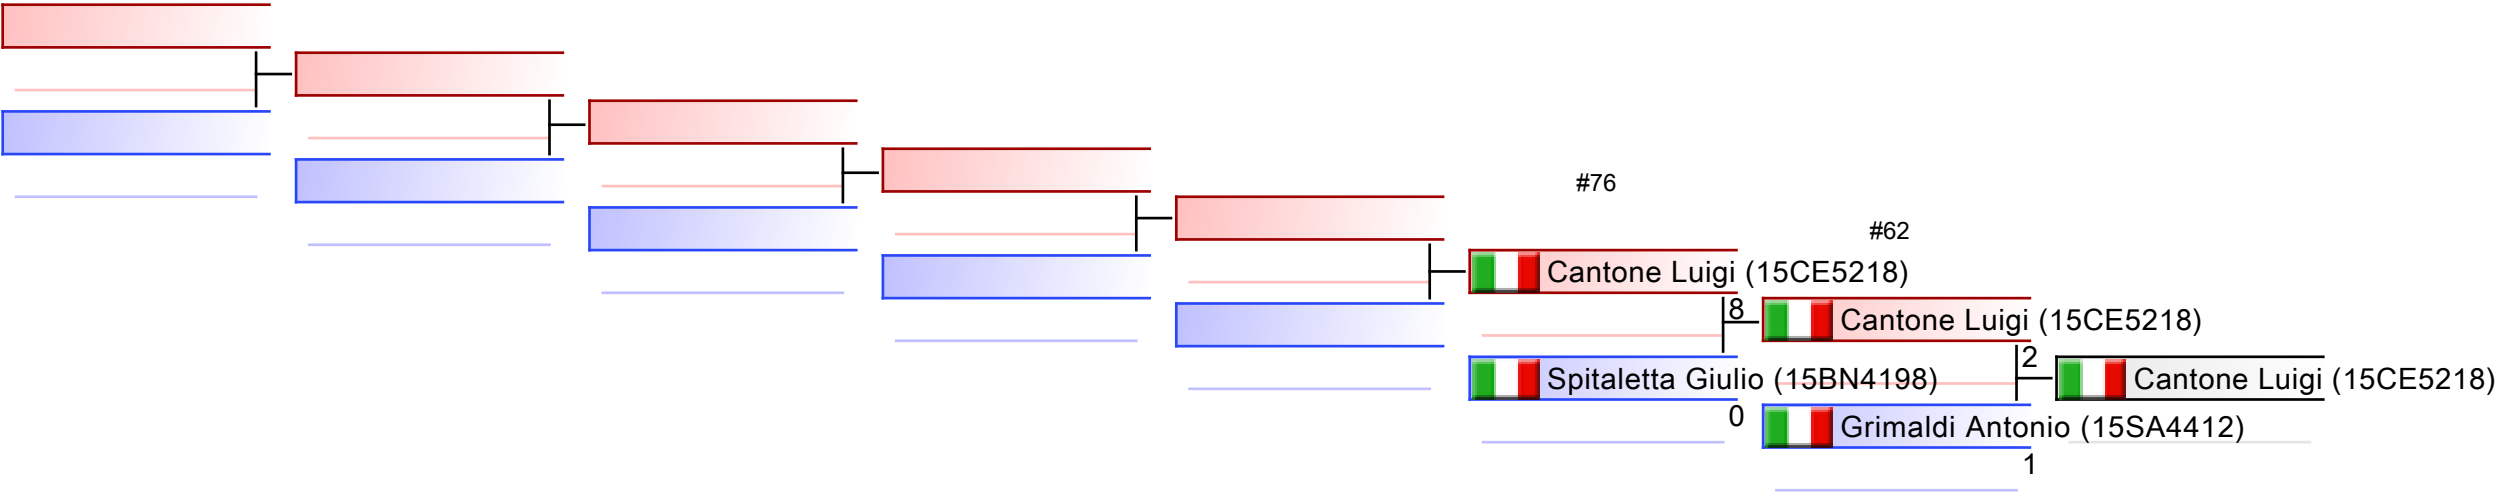 #76
#62
Cantone Luigi (15CE5218)
8
Cantone Luigi (15CE5218)
2
Spitaletta Giulio (15BN4198)
Cantone Luigi (15CE5218)
0
Grimaldi Antonio (15SA4412)
1